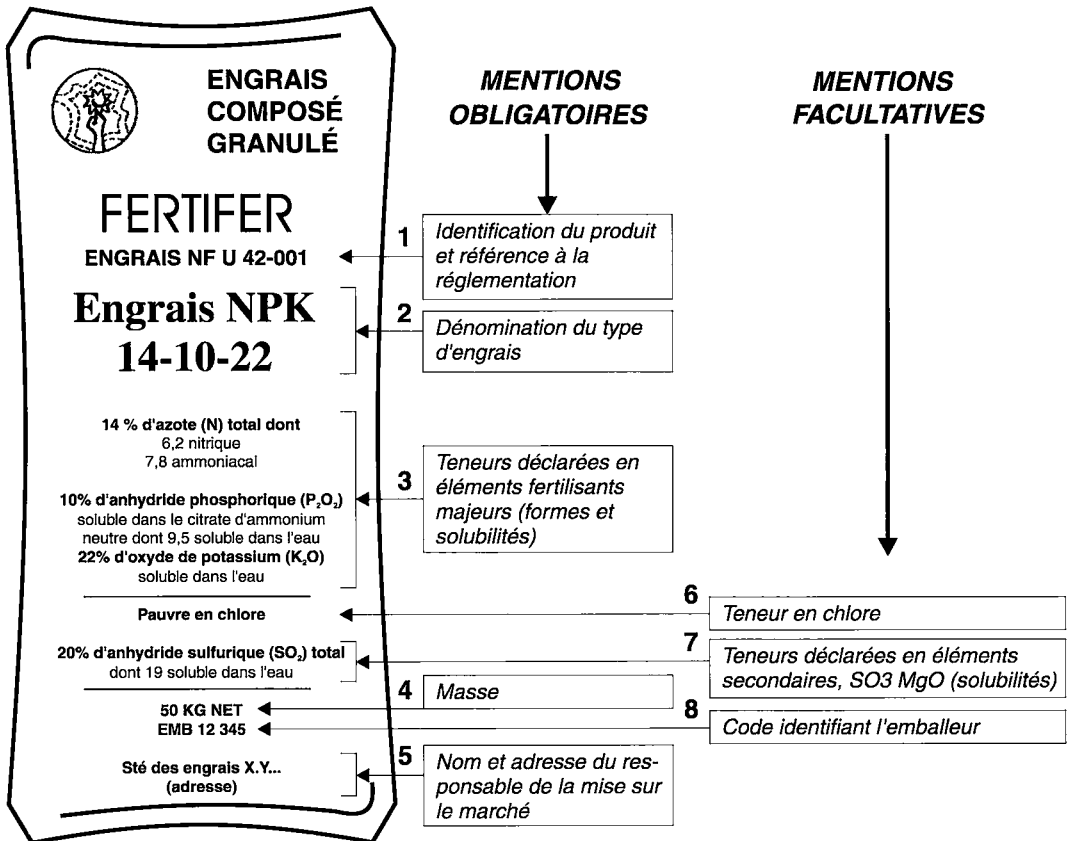 ENGRAIS
COMPOSÉ
GRANULÉ
FERTIFER
ENGRAIS NF U 42-001
Engrais NPK
14-10-22
14 % d'azote (N) total dont
6,2 nitrique
7,8 ammoniacal
10% d'anhydride phosphorique (P₂O₂)
soluble dans le citrate d'ammonium
neutre dont 9,5 soluble dans l'eau
22% d'oxyde de potassium (K₂O)
soluble dans l'eau
Pauvre en chlore
20% d'anhydride sulfurique (SO₂) total
dont 19 soluble dans l'eau
50 KG NET
EMB 12 345
Sté des engrais X.Y...
(adresse)
MENTIONS
OBLIGATOIRES
1
Identification du produit
et référence à la
réglementation
2
Dénomination du type
d'engrais
3
Teneurs déclarées en
éléments fertilisants
majeurs (formes et
solubilités)
4
Masse
5
Nom et adresse du res-
ponsable de la mise sur
le marché
MENTIONS
FACULTATIVES
6
Teneur en chlore
7
Teneurs déclarées en éléments
secondaires, SO3 MgO (solubilités)
8
Code identifiant l'emballeur